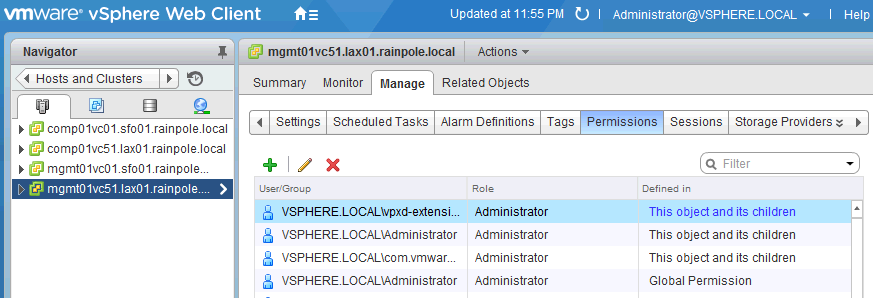 vmware® vSphere Web Client
Updated at 11:55 PM
Administrator@VSPHERE.LOCAL
Help
Navigator
Hosts and Clusters
comp01vc01.sfo01.rainpole.local
comp01vc51.lax01.rainpole.local
mgmt01vc01.sfo01.rainpole...
mgmt01vc51.lax01.rainpole....
mgmt01vc51.lax01.rainpole.local
Actions
Summary Monitor Manage Related Objects
Settings Scheduled Tasks Alarm Definitions Tags Permissions Sessions Storage Providers
Filter
User/Group Role Defined in
VSPHERE.LOCAL\vpxd-extensi... Administrator This object and its children
VSPHERE.LOCAL\Administrator Administrator This object and its children
VSPHERE.LOCAL\com.vmwar... Administrator This object and its children
VSPHERE.LOCAL\Administrator Administrator Global Permission